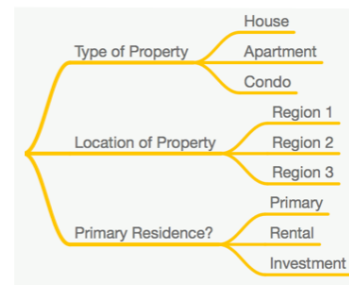 House
Type of Property
Apartment
Condo
Region 1
Location of Property
Region 2
Region 3
Primary
Primary Residence?
Rental
Investment